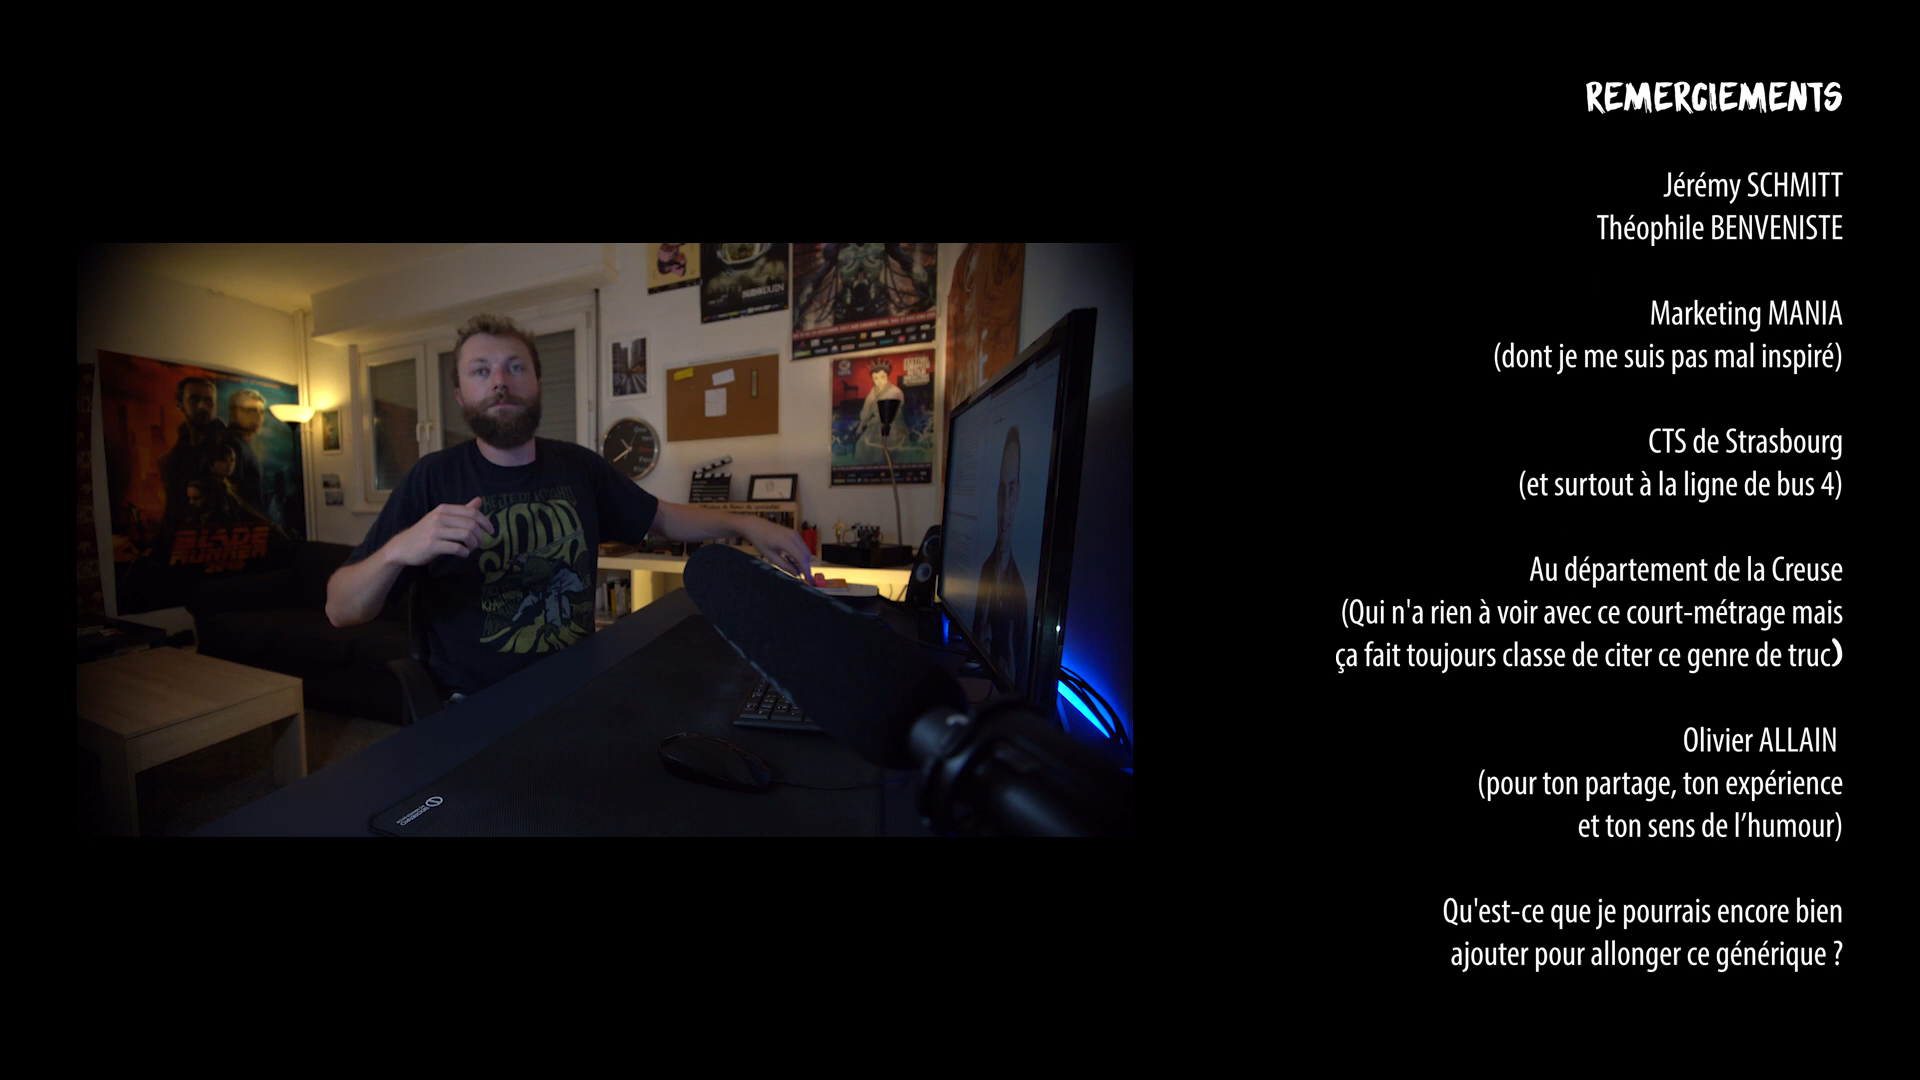 REMERCIEMENTS
Jérémy SCHMITT
Théophile BENVENISTE
Marketing MANIA
(dont je me suis pas mal inspiré)
CTS de Strasbourg
(et surtout à la ligne de bus 4)
Au département de la Creuse
(Qui n'a rien à voir avec ce court-métrage mais
ça fait toujours classe de citer ce genre de truc)
Olivier ALLAIN
(pour ton partage, ton expérience
et ton sens de l’humour)
Qu'est-ce que je pourrais encore bien
ajouter pour allonger ce générique ?
BLADE
RUNNER
YODA